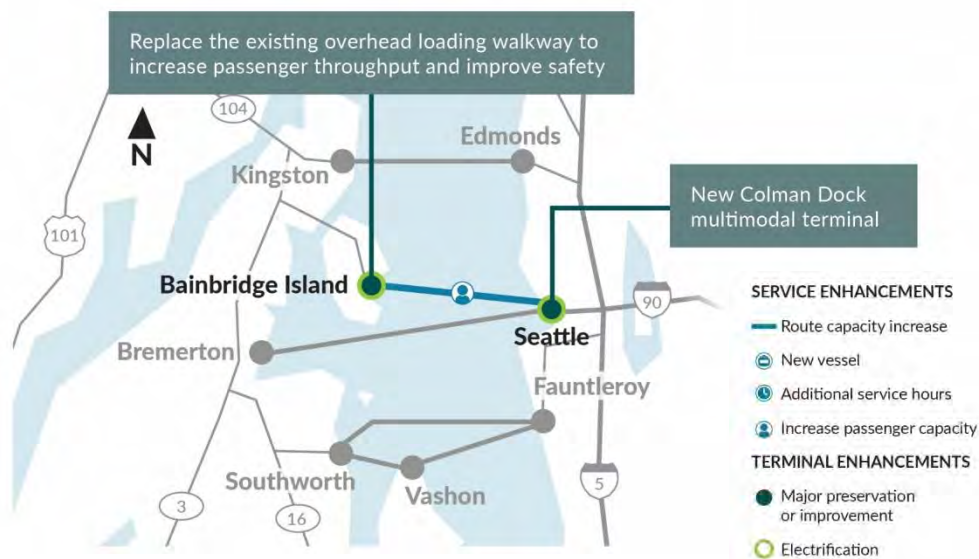 Replace the existing overhead loading walkway to
increase passenger throughput and improve safety
104
N
Edmonds
Kingston
New Colman Dock
multimodal terminal
101
Bainbridge Island
90
Seattle
Bremerton
Fauntleroy
Southworth
Vashon
3
16
5
SERVICE ENHANCEMENTS
Route capacity increase
New vessel
Additional service hours
Increase passenger capacity
TERMINAL ENHANCEMENTS
Major preservation
or improvement
Electrification